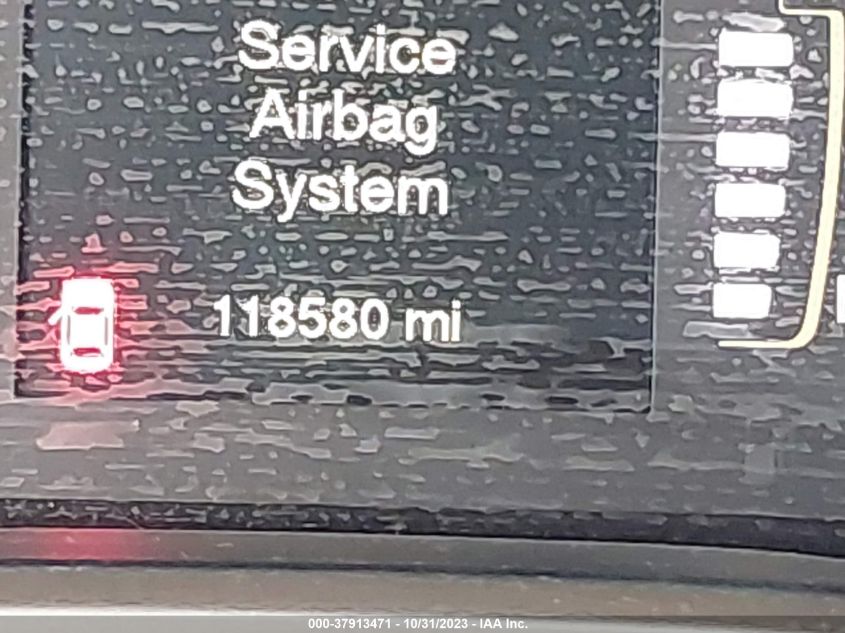 Service
Airbag
System
118580 mi
000-37913471 - 10/31/2023 - IAA Inc.